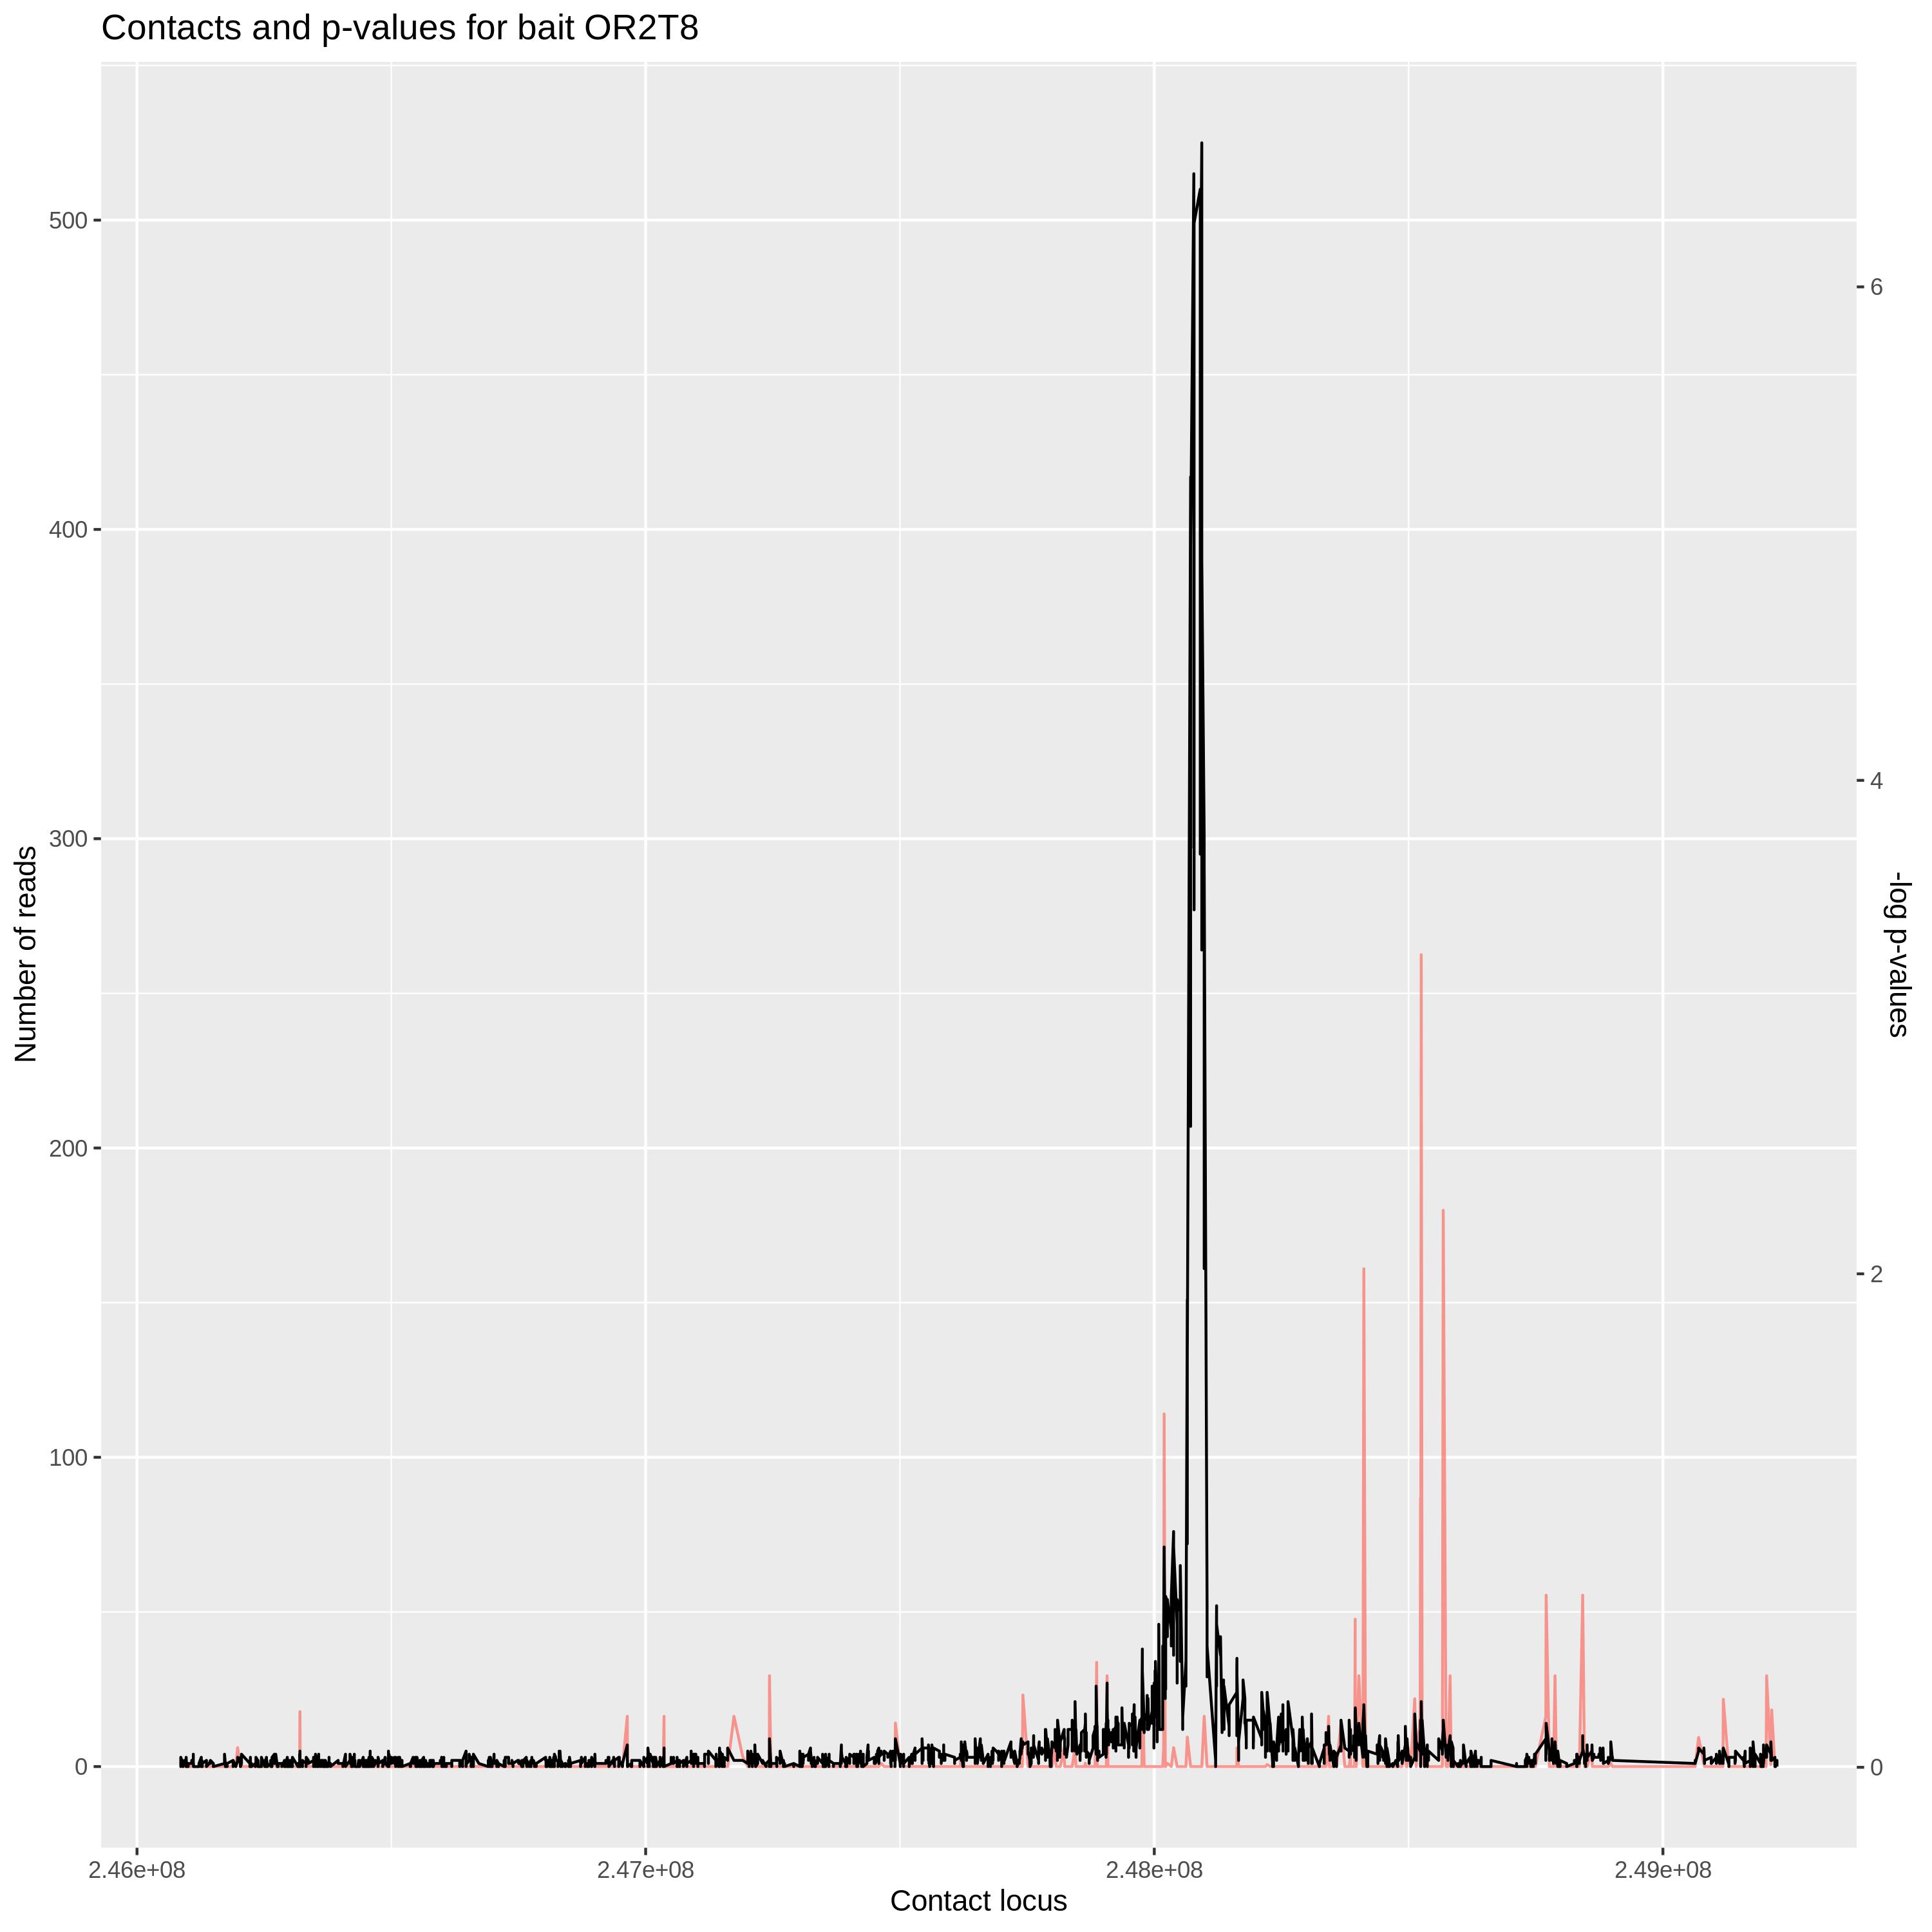 Contacts and p-values for bait OR2T8
500
400
300
200
100
0
Number of reads
6
4
2
0
-log p-values
2.46e+08
2.47e+08
2.48e+08
2.49e+08
Contact locus